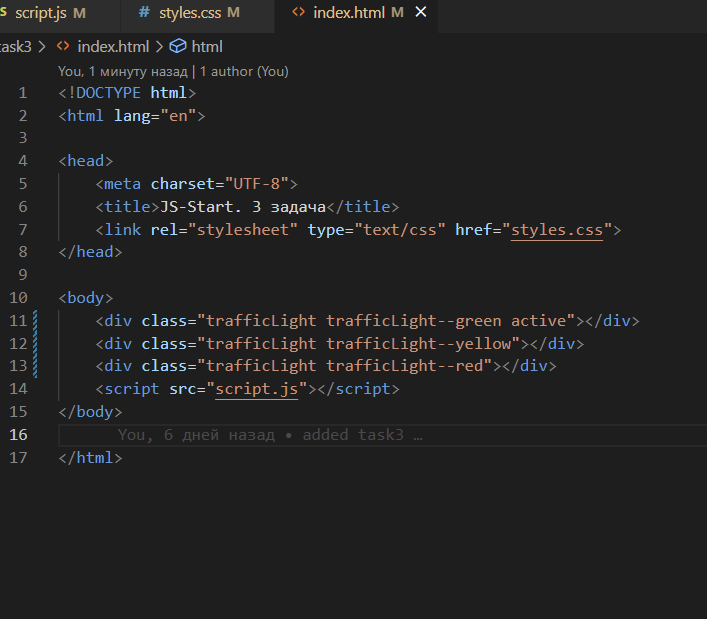 S script.js M # styles.css M <> index.html M ×
task3 > <> index.html > html
You, 1 минуту назад | 1 author (You)
1 <!DOCTYPE html>
2 <html lang="en">
3
4 <head>
5 <meta charset="UTF-8">
6 <title>JS-Start. 3 задача</title>
7 <link rel="stylesheet" type="text/css" href="styles.css">
8 </head>
9
10 <body>
11 <div class="trafficLight trafficLight--green active"></div>
12 <div class="trafficLight trafficLight--yellow"></div>
13 <div class="trafficLight trafficLight--red"></div>
14 <script src="script.js"></script>
15 </body>
16 You, 6 дней назад • added task3 …
17 </html>